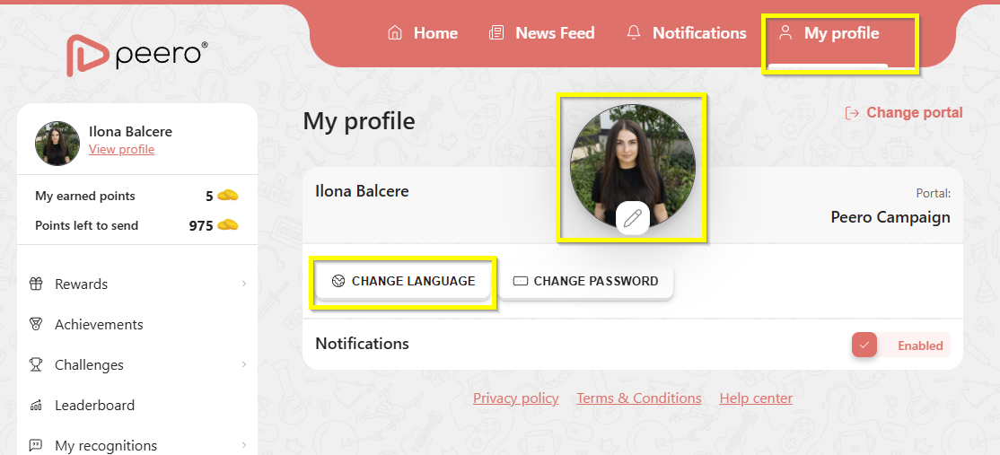 peero®
Home
News Feed
Notifications
My profile
Ilona Balcere
View profile
My earned points 5
Points left to send 975
Rewards
Achievements
Challenges
Leaderboard
My recognitions
My profile
Change portal
Ilona Balcere
Portal:
Peero Campaign
CHANGE LANGUAGE
CHANGE PASSWORD
Notifications
Enabled
Privacy policy
Terms & Conditions
Help center